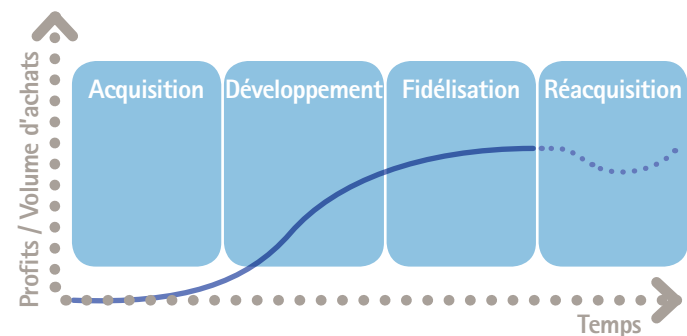 Profits / Volume d'achats
Acquisition
Développement
Fidélisation
Réacquisition
Temps